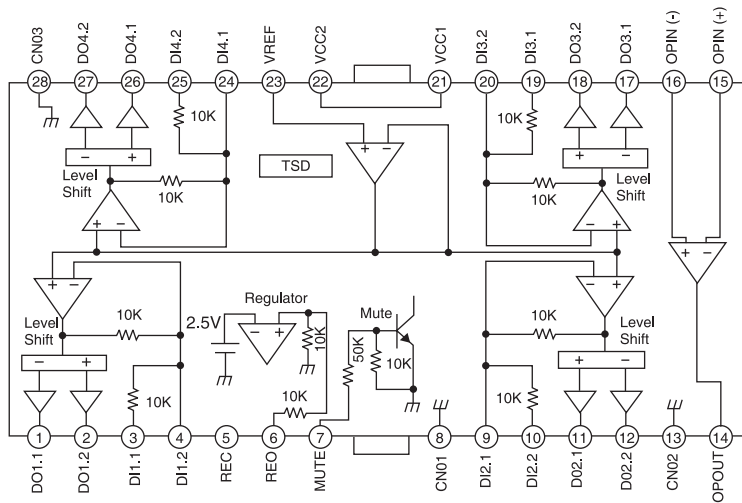 CN03
DO4.2
DO4.1
DI4.2
DI4.1
VREF
VCC2
VCC1
DI3.2
DI3.1
DO3.2
DO3.1
OPIN (-)
OPIN (+)
28
27
26
25
24
23
22
21
20
19
18
17
16
15
10K
10K
- +
+ -
+ -
Level
Shift
TSD
Level
Shift
10K
10K
+ -
- +
+ -
+ -
- +
Regulator
2.5V
- +
Mute
Level
Shift
10K
10K
50K
10K
10K
Level
Shift
- +
+ -
10K
10K
10K
1
2
3
4
5
6
7
8
9
10
11
12
13
14
DO1.1
DO1.2
DI1.1
DI1.2
REC
REO
MUTE
CN01
DI2.1
DI2.2
D02.1
D02.2
CN02
OPOUT